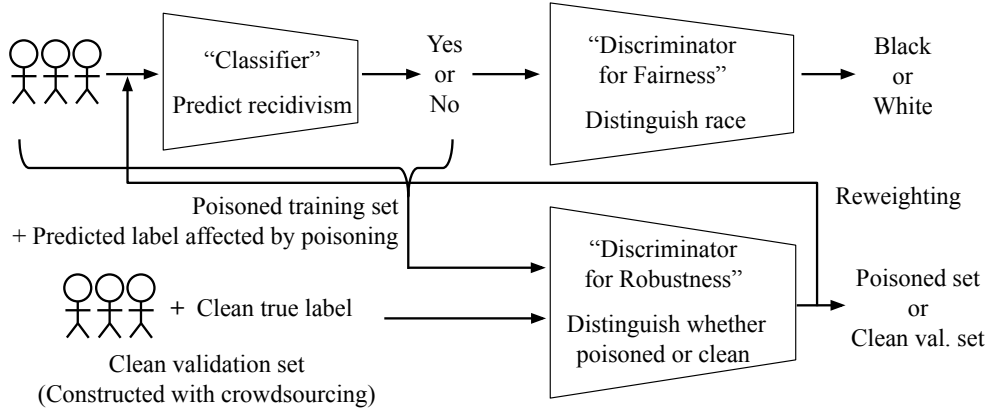 “Classifier”
Predict recidivism
Yes
or
No
“Discriminator
for Fairness”
Distinguish race
Black
or
White
Reweighting
Poisoned training set
+ Predicted label affected by poisoning
“Discriminator
for Robustness”
Distinguish whether
poisoned or clean
Poisoned set
or
Clean val. set
+ Clean true label
Clean validation set
(Constructed with crowdsourcing)